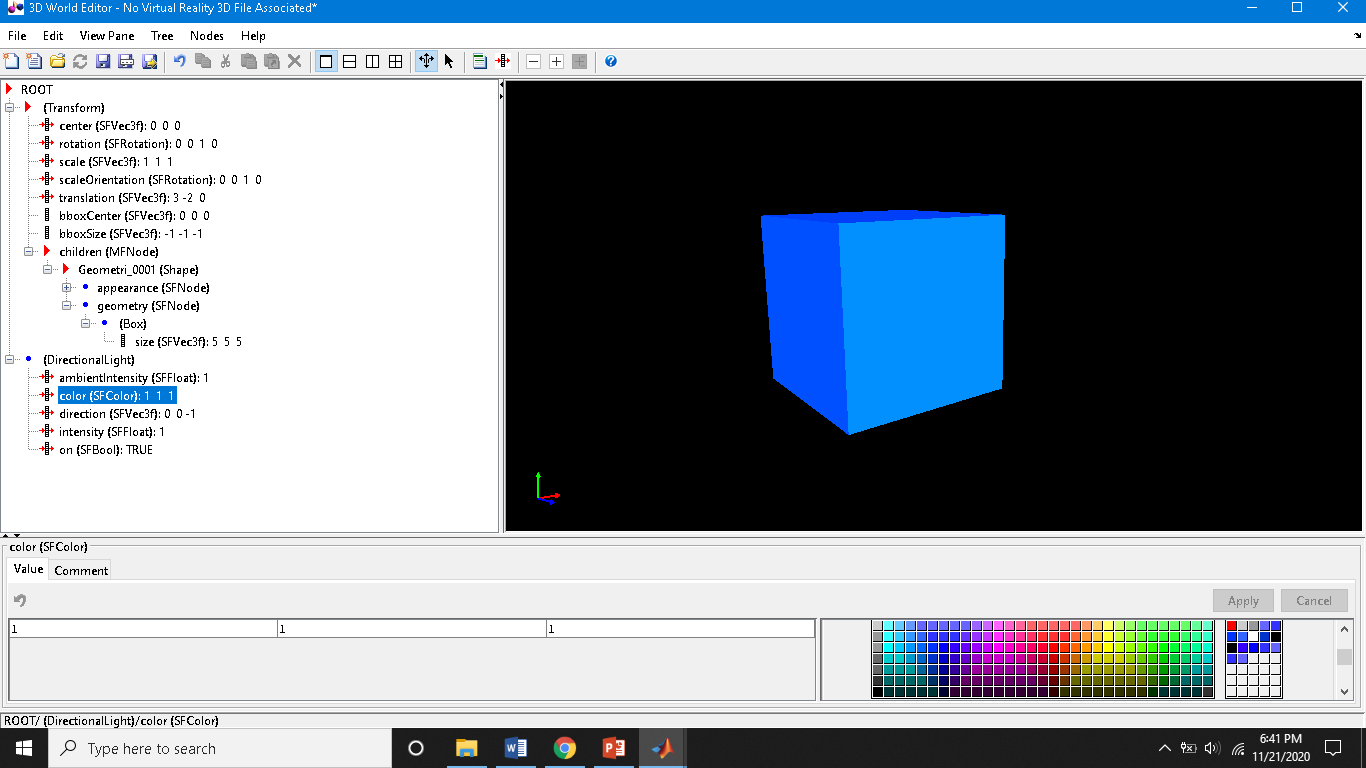 3D World Editor - No Virtual Reality 3D File Associated*
File Edit View Pane Tree Nodes Help
ROOT
(Transform)
center (SFVec3f): 0 0 0
rotation (SFRotation): 0 0 1 0
scale (SFVec3f): 1 1 1
scaleOrientation (SFRotation): 0 0 1 0
translation (SFVec3f): 3 -2 0
bboxCenter (SFVec3f): 0 0 0
bboxSize (SFVec3f): -1 -1 -1
children (MFNode)
Geometri_0001 (Shape)
appearance (SFNode)
geometry (SFNode)
(Box)
size (SFVec3f): 5 5 5
(DirectionalLight)
ambientIntensity (SFFloat): 1
color (SFColor): 1 1 1
direction (SFVec3f): 0 0 -1
intensity (SFFloat): 1
on (SFBool): TRUE
color (SFColor)
Value Comment
Apply Cancel
1 1 1
ROOT/ (DirectionalLight)/color (SFColor)
Type here to search
6:41 PM
11/21/2020